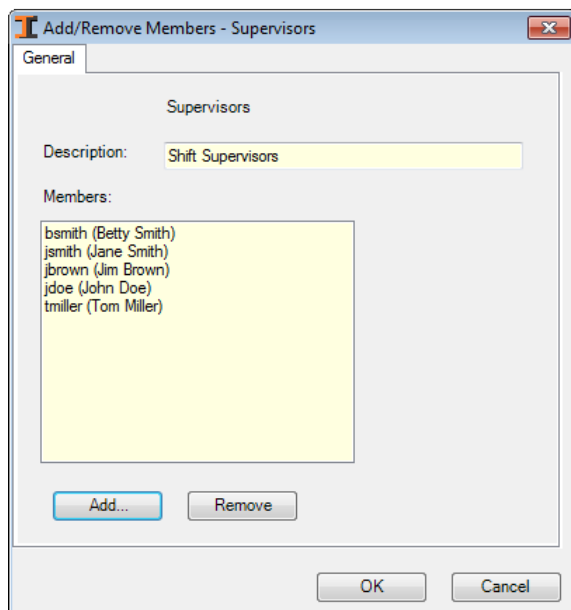 Add/Remove Members - Supervisors
General
Supervisors
Description: Shift Supervisors
Members:
bsmith (Betty Smith)
jsmith (Jane Smith)
jbrown (Jim Brown)
jdoe (John Doe)
tmiller (Tom Miller)
Add... Remove
OK Cancel